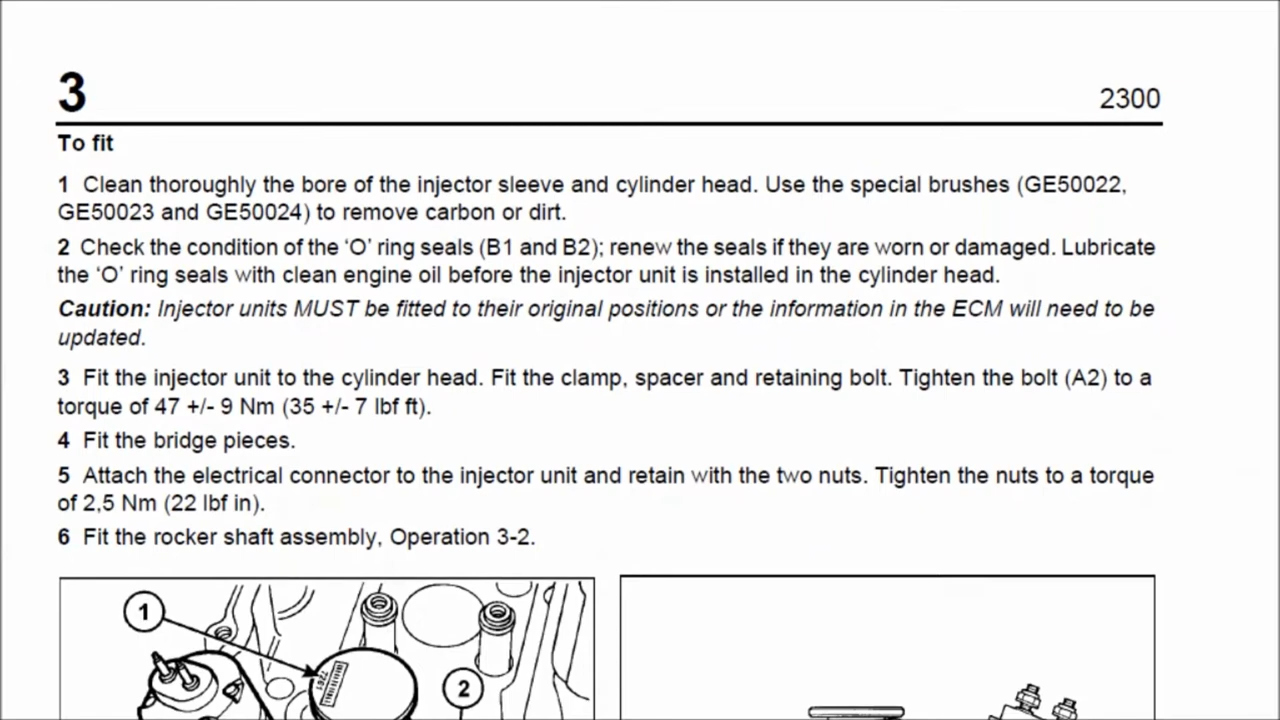 3
2300
To fit
1 Clean thoroughly the bore of the injector sleeve and cylinder head. Use the special brushes (GE50022,
GE50023 and GE50024) to remove carbon or dirt.
2 Check the condition of the ‘O’ ring seals (B1 and B2); renew the seals if they are worn or damaged. Lubricate
the ‘O’ ring seals with clean engine oil before the injector unit is installed in the cylinder head.
Caution: Injector units MUST be fitted to their original positions or the information in the ECM will need to be
updated.
3 Fit the injector unit to the cylinder head. Fit the clamp, spacer and retaining bolt. Tighten the bolt (A2) to a
torque of 47 +/- 9 Nm (35 +/- 7 lbf ft).
4 Fit the bridge pieces.
5 Attach the electrical connector to the injector unit and retain with the two nuts. Tighten the nuts to a torque
of 2,5 Nm (22 lbf in).
6 Fit the rocker shaft assembly, Operation 3-2.
1
2